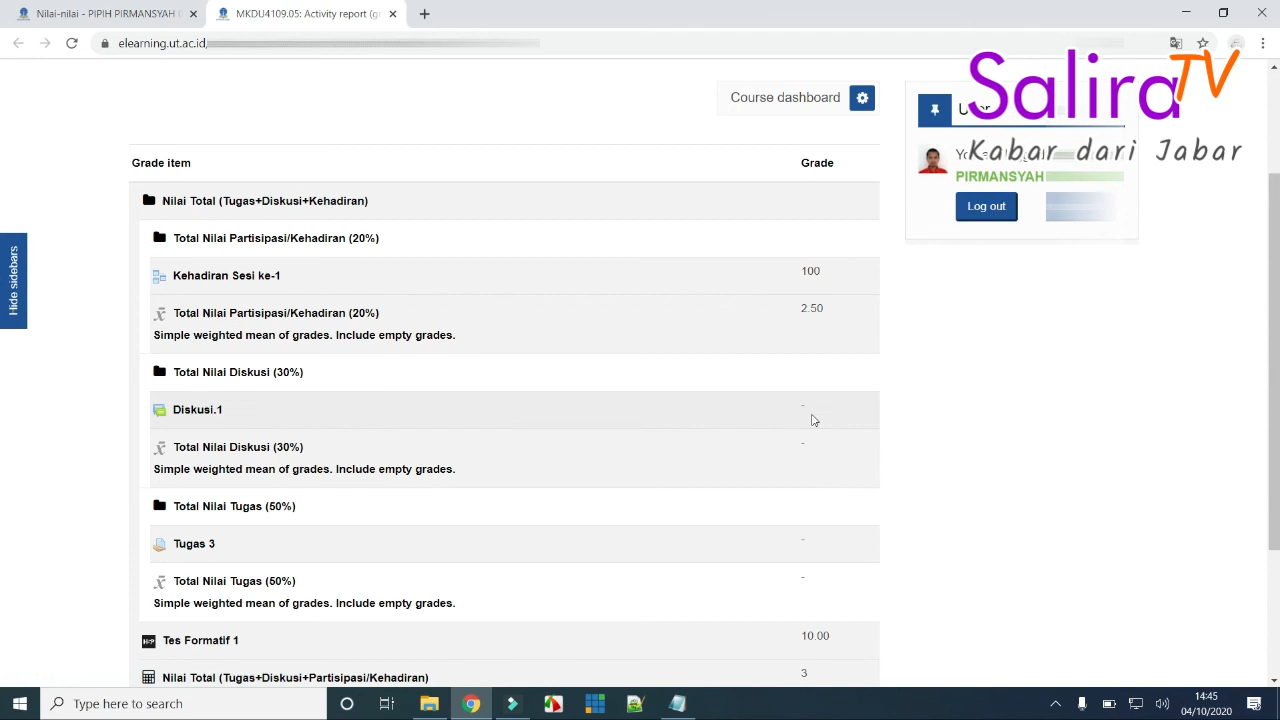 Nilai-nilai - PIPIH PIRMANSYAH
MKDU4109.05: Activity report (g
elearning.ut.ac.id
Salira TV
Kabar dari Jabar
Course dashboard
PIRMANSYAH
Log out
Hide sidebars
Grade item Grade
Nilai Total (Tugas+Diskusi+Kehadiran)
Total Nilai Partisipasi/Kehadiran (20%)
Kehadiran Sesi ke-1 100
Total Nilai Partisipasi/Kehadiran (20%) 2.50
Simple weighted mean of grades. Include empty grades.
Total Nilai Diskusi (30%)
Diskusi.1 -
Total Nilai Diskusi (30%) -
Simple weighted mean of grades. Include empty grades.
Total Nilai Tugas (50%)
Tugas 3 -
Total Nilai Tugas (50%) -
Simple weighted mean of grades. Include empty grades.
H-P Tes Formatif 1 10.00
Nilai Total (Tugas+Diskusi+Partisipasi/Kehadiran) 3
Type here to search
14:45
04/10/2020